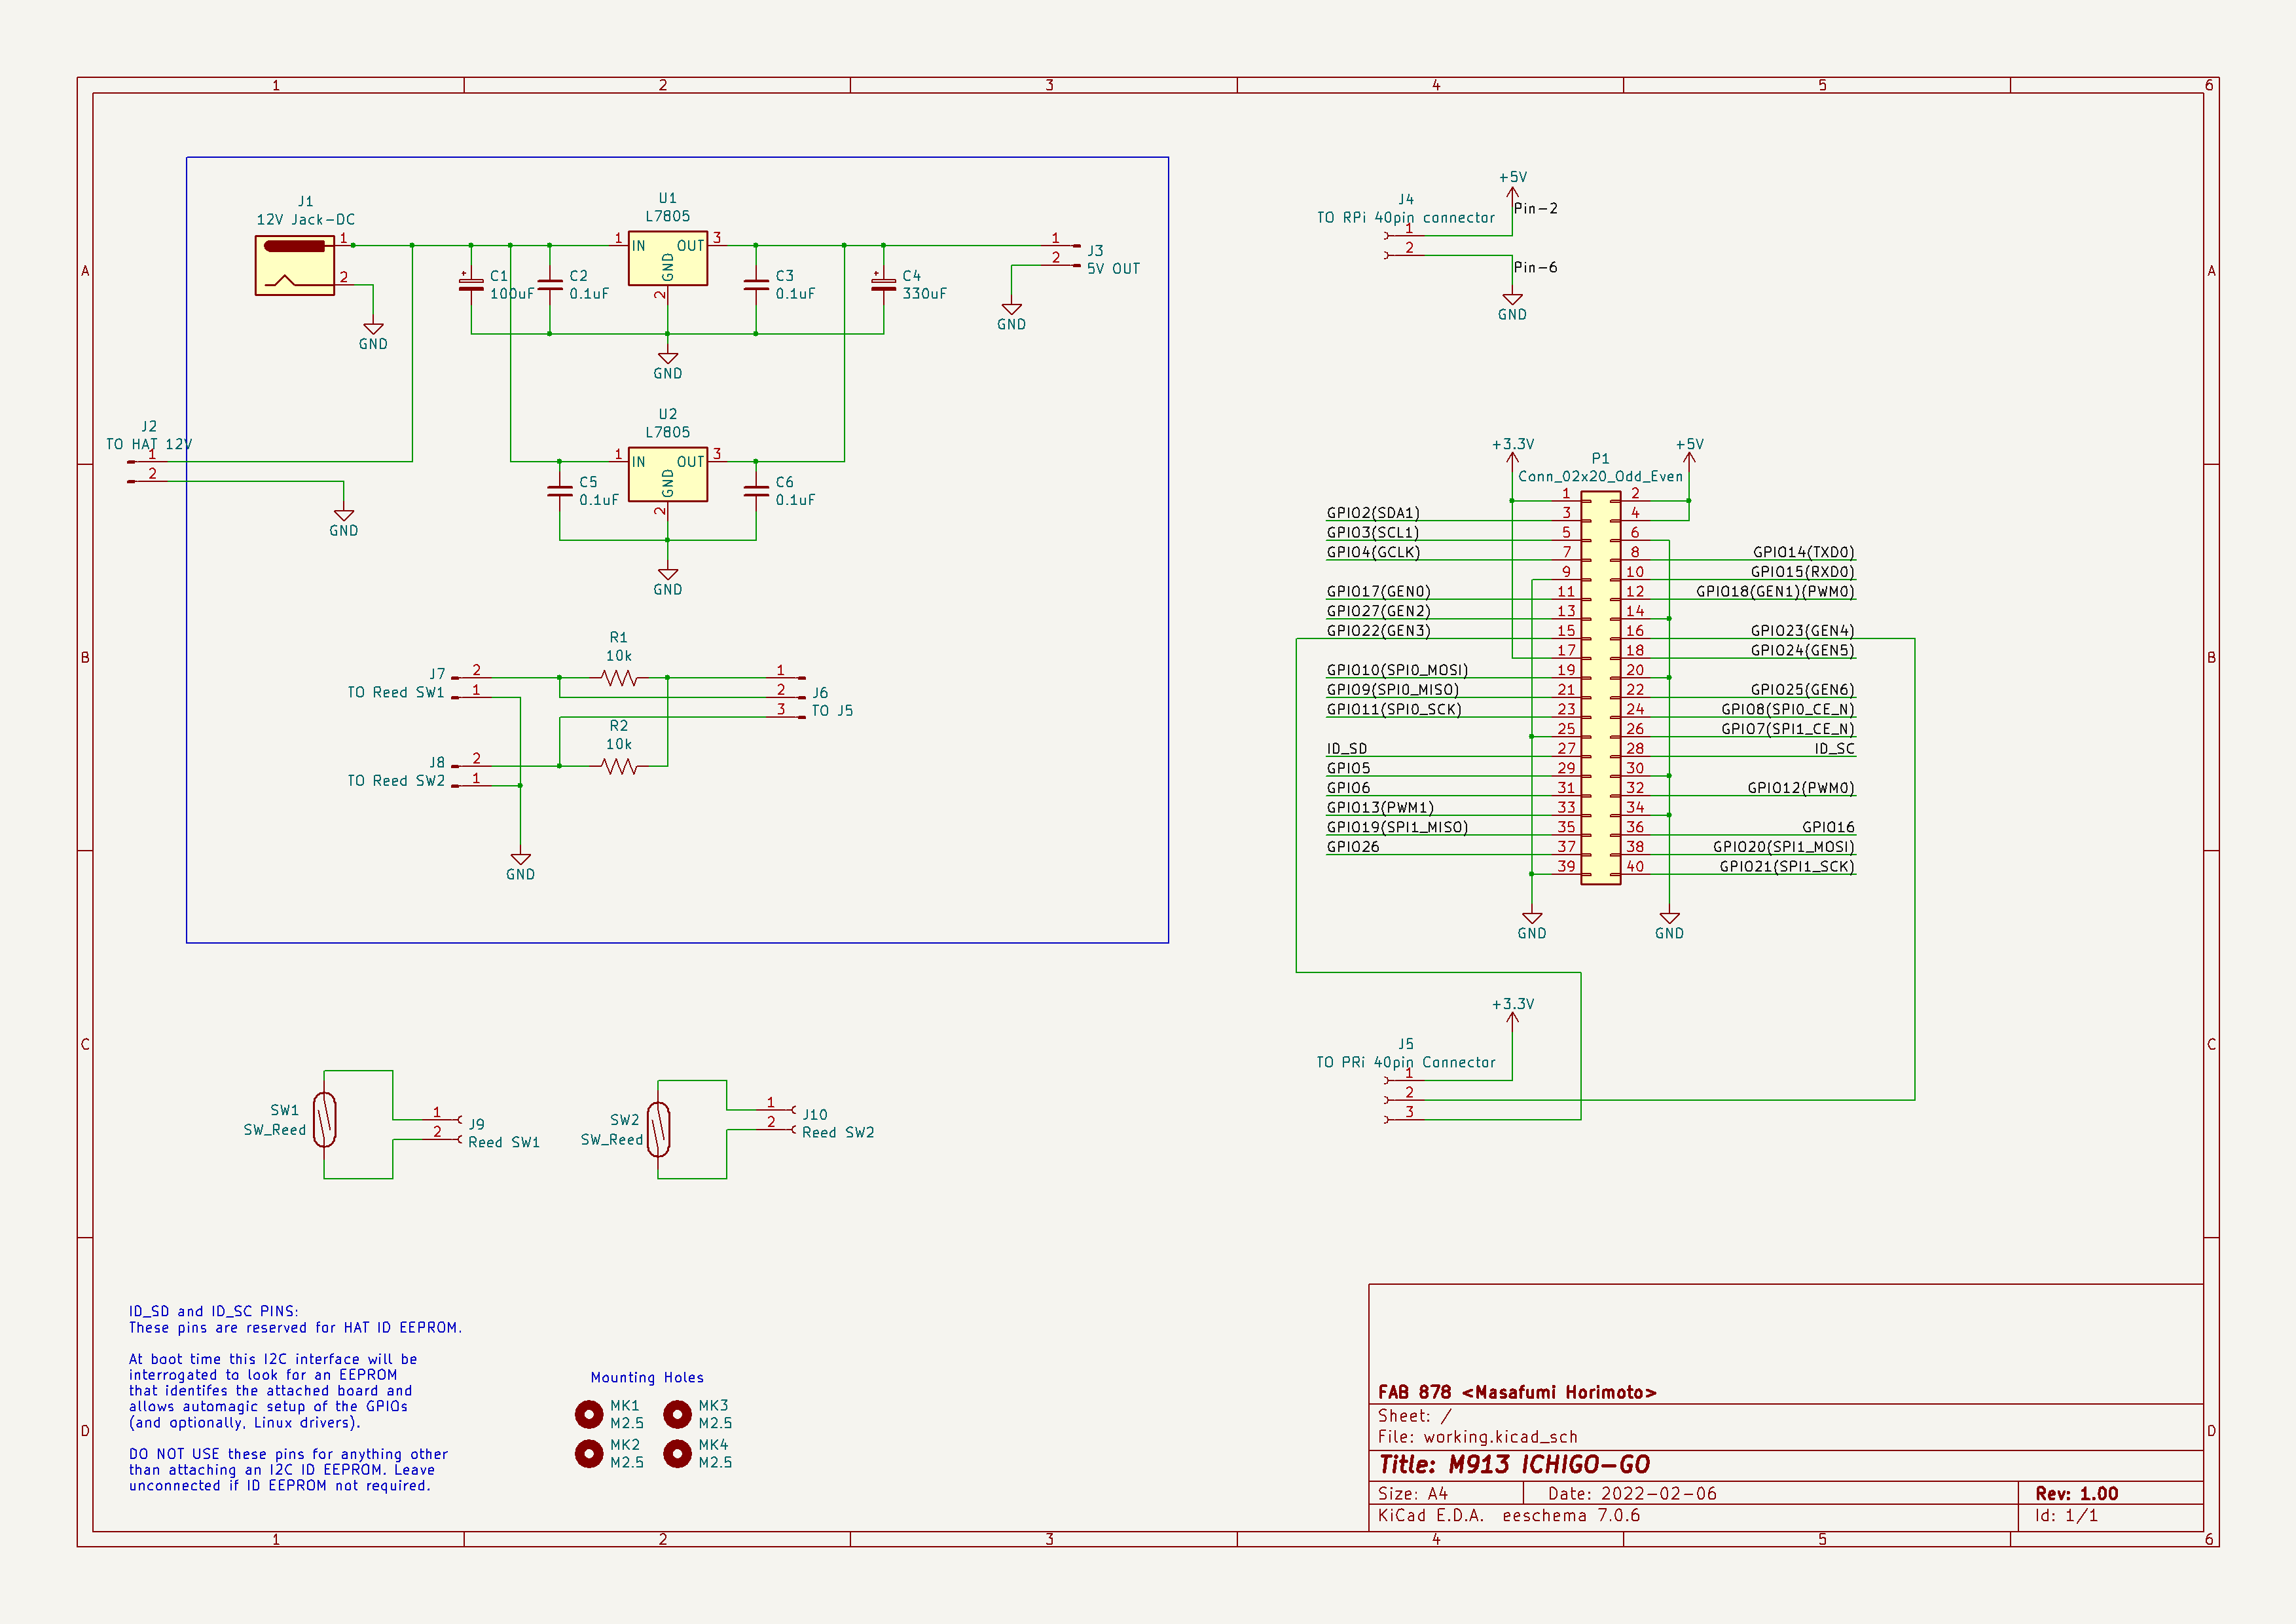 1 2 3 4 5 6
A A
B B
C C
D D
1 2 3 4 5 6
J1
12V Jack-DC
1
2
GND
C1
100uF
C2
0.1uF
U1
L7805
1 IN OUT 3
GND
2
GND
C3
0.1uF
C4
330uF
1
2
J3
5V OUT
GND
J2
TO HAT 12V
1
2
GND
U2
L7805
1 IN OUT 3
GND
2
C5
0.1uF
C6
0.1uF
GND
R1
10k
J7
TO Reed SW1
2
1
1
2
3
J6
TO J5
R2
10k
J8
TO Reed SW2
2
1
GND
SW1
SW_Reed
1
2
J9
Reed SW1
SW2
SW_Reed
1
2
J10
Reed SW2
+5V
Pin-2
J4
TO RPi 40pin connector
1
2
Pin-6
GND
+3.3V
+5V
P1
Conn_02x20_Odd_Even
1 2
GPIO2(SDA1) 3 4
GPIO3(SCL1) 5 6
GPIO4(GCLK) 7 8 GPIO14(TXD0)
9 10 GPIO15(RXD0)
GPIO17(GEN0) 11 12 GPIO18(GEN1)(PWM0)
GPIO27(GEN2) 13 14
GPIO22(GEN3) 15 16 GPIO23(GEN4)
17 18 GPIO24(GEN5)
GPIO10(SPI0_MOSI) 19 20
GPIO9(SPI0_MISO) 21 22 GPIO25(GEN6)
GPIO11(SPI0_SCK) 23 24 GPIO8(SPI0_CE_N)
25 26 GPIO7(SPI1_CE_N)
ID_SD 27 28 ID_SC
GPIO5 29 30
GPIO6 31 32 GPIO12(PWM0)
GPIO13(PWM1) 33 34
GPIO19(SPI1_MISO) 35 36 GPIO16
GPIO26 37 38 GPIO20(SPI1_MOSI)
39 40 GPIO21(SPI1_SCK)
GND GND
+3.3V
J5
TO PRi 40pin Connector
1
2
3
ID_SD and ID_SC PINS:
These pins are reserved for HAT ID EEPROM.
At boot time this I2C interface will be
interrogated to look for an EEPROM
that identifes the attached board and
allows automagic setup of the GPIOs
(and optionally, Linux drivers).
DO NOT USE these pins for anything other
than attaching an I2C ID EEPROM. Leave
unconnected if ID EEPROM not required.
Mounting Holes
MK1
M2.5
MK3
M2.5
MK2
M2.5
MK4
M2.5
FAB 878 <Masafumi Horimoto>
Sheet: /
File: working.kicad_sch
Title: M913 ICHIGO-GO
Size: A4 Date: 2022-02-06 Rev: 1.00
KiCad E.D.A. eeschema 7.0.6 Id: 1/1